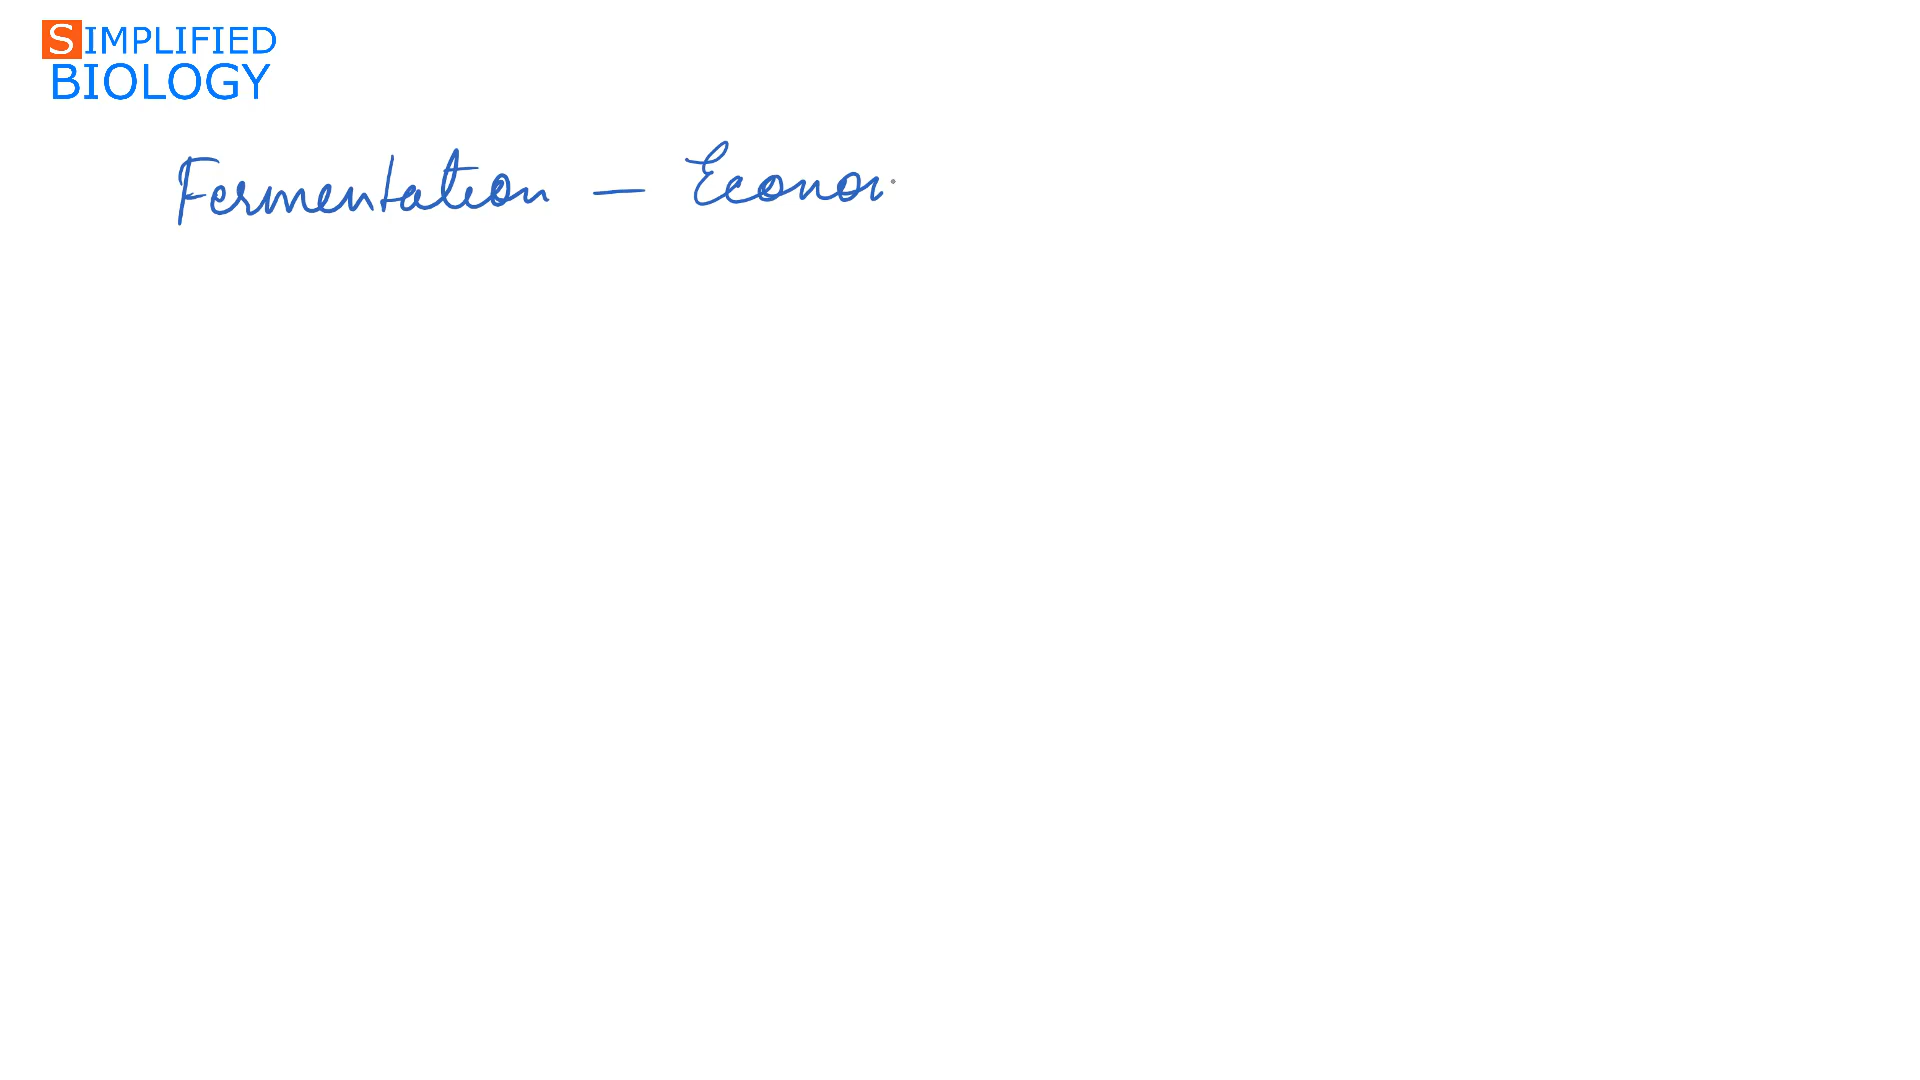 SIMPLIFIED
BIOLOGY
Fermentation – Econo